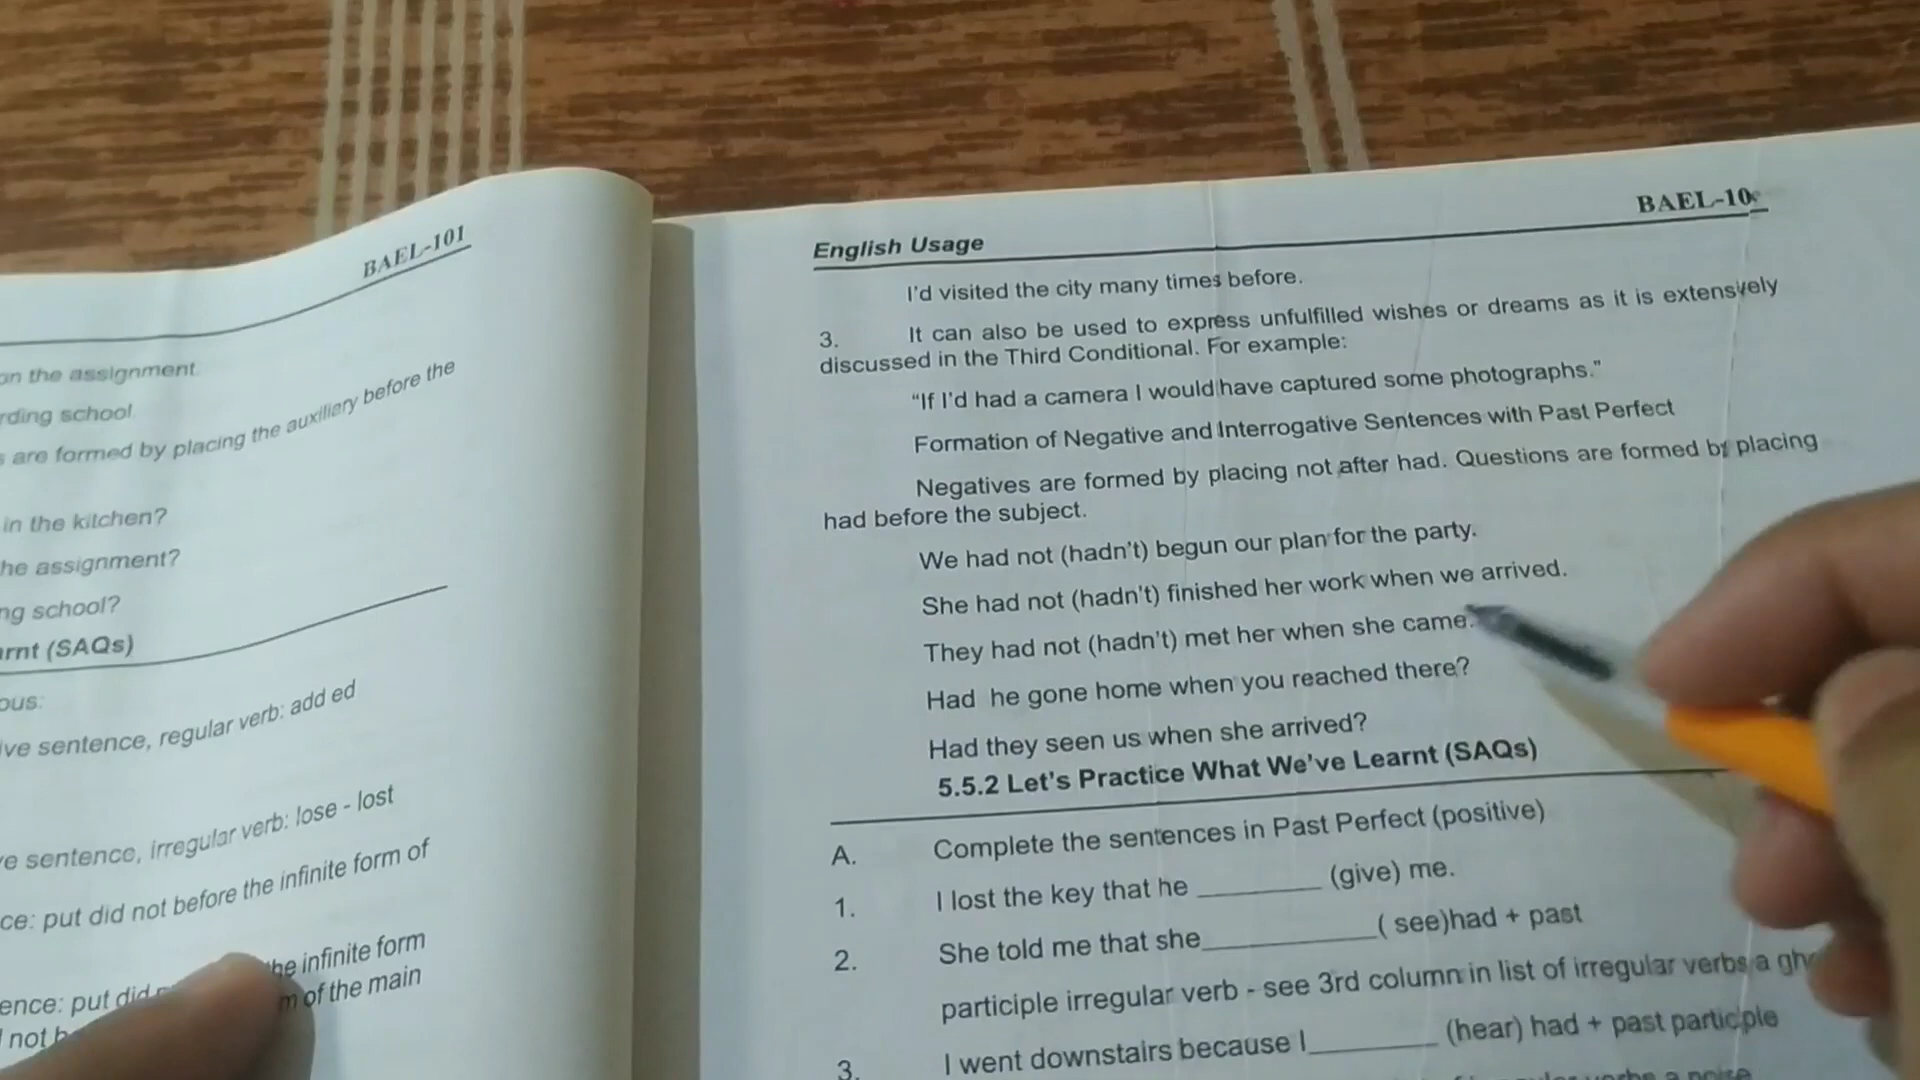 BAEL-101
on the assignment.
rding school.
s are formed by placing the auxiliary before the
in the kitchen?
he assignment?
ng school?
arnt (SAQs)
ous:
ive sentence, regular verb: add ed
ve sentence, irregular verb: lose - lost
ce: put did not before the infinite form of
the infinite form
ence: put did
of the main
not
English Usage
BAEL-10
I'd visited the city many times before.
3. It can also be used to express unfulfilled wishes or dreams as it is extensively
discussed in the Third Conditional. For example:
“If I'd had a camera I would have captured some photographs.”
Formation of Negative and Interrogative Sentences with Past Perfect
Negatives are formed by placing not after had. Questions are formed by placing
had before the subject.
We had not (hadn't) begun our plan for the party.
She had not (hadn't) finished her work when we arrived.
They had not (hadn't) met her when she came.
Had he gone home when you reached there?
Had they seen us when she arrived?
5.5.2 Let's Practice What We've Learnt (SAQs)
A. Complete the sentences in Past Perfect (positive)
1. I lost the key that he ________ (give) me.
2. She told me that she___________( see)had + past
participle irregular verb - see 3rd column in list of irregular verbs a gh
3. I went downstairs because I________ (hear) had + past participle
verbs a noise